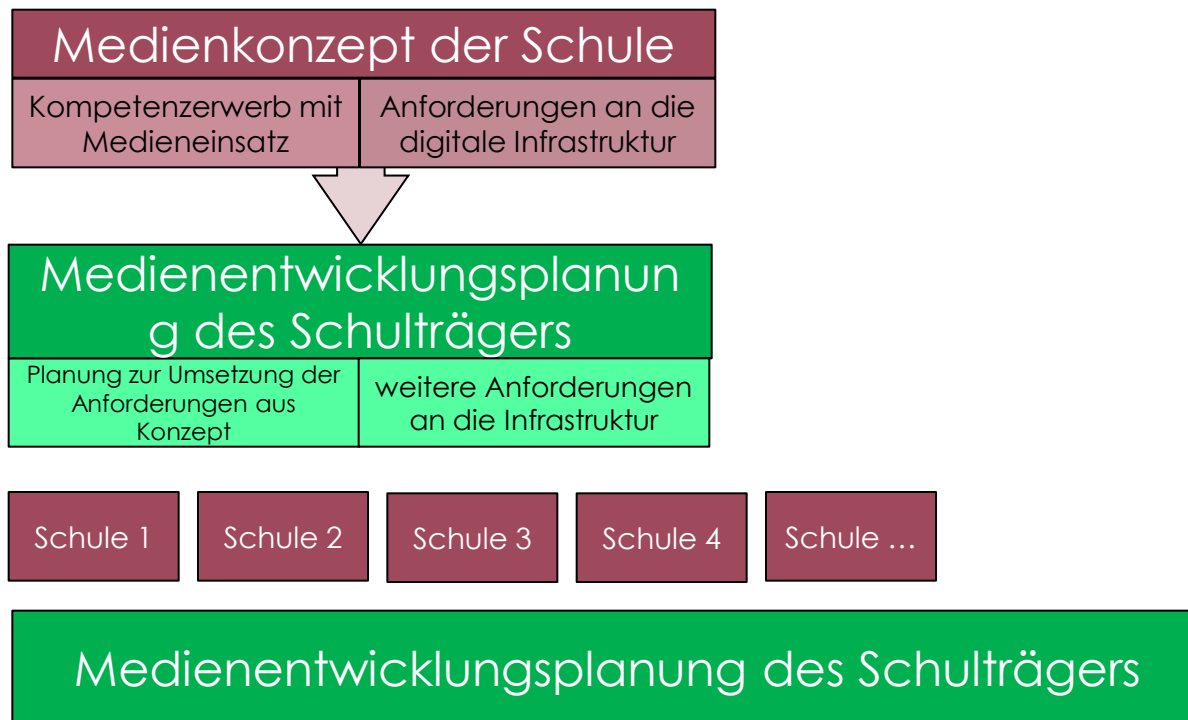 Medienkonzept der Schule
Kompetenzerwerb mit
Medieneinsatz
Anforderungen an die
digitale Infrastruktur
Medienentwicklungsplanun
g des Schulträgers
Planung zur Umsetzung der
Anforderungen aus
Konzept
weitere Anforderungen
an die Infrastruktur
Schule 1
Schule 2
Schule 3
Schule 4
Schule …
Medienentwicklungsplanung des Schulträgers